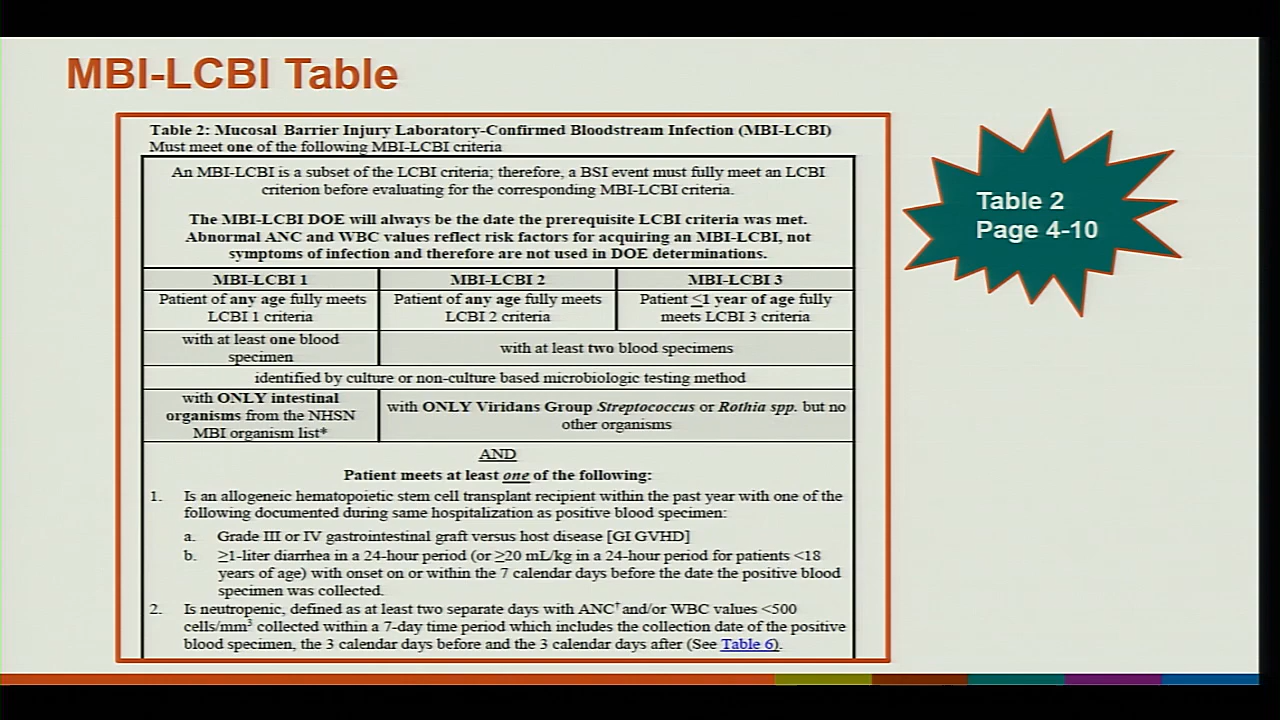 MBI-LCBI Table
Table 2: Mucosal Barrier Injury Laboratory-Confirmed Bloodstream Infection (MBI-LCBI)
Must meet one of the following MBI-LCBI criteria
An MBI-LCBI is a subset of the LCBI criteria; therefore, a BSI event must fully meet an LCBI
criterion before evaluating for the corresponding MBI-LCBI criteria.
The MBI-LCBI DOE will always be the date the prerequisite LCBI criteria was met.
Abnormal ANC and WBC values reflect risk factors for acquiring an MBI-LCBI, not
symptoms of infection and therefore are not used in DOE determinations.
MBI-LCBI 1
MBI-LCBI 2
MBI-LCBI 3
Patient of any age fully meets
LCBI 1 criteria
Patient of any age fully meets
LCBI 2 criteria
Patient ≤1 year of age fully
meets LCBI 3 criteria
with at least one blood
specimen
with at least two blood specimens
identified by culture or non-culture based microbiologic testing method
with ONLY intestinal
organisms from the NHSN
MBI organism list*
with ONLY Viridans Group Streptococcus or Rothia spp. but no
other organisms
AND
Patient meets at least one of the following:
1. Is an allogeneic hematopoietic stem cell transplant recipient within the past year with one of the
following documented during same hospitalization as positive blood specimen:
a. Grade III or IV gastrointestinal graft versus host disease [GI GVHD]
b. ≥1-liter diarrhea in a 24-hour period (or ≥20 mL/kg in a 24-hour period for patients <18
years of age) with onset on or within the 7 calendar days before the date the positive blood
specimen was collected.
2. Is neutropenic, defined as at least two separate days with ANC† and/or WBC values <500
cells/mm³ collected within a 7-day time period which includes the collection date of the positive
blood specimen, the 3 calendar days before and the 3 calendar days after (See Table 6).
Table 2
Page 4-10